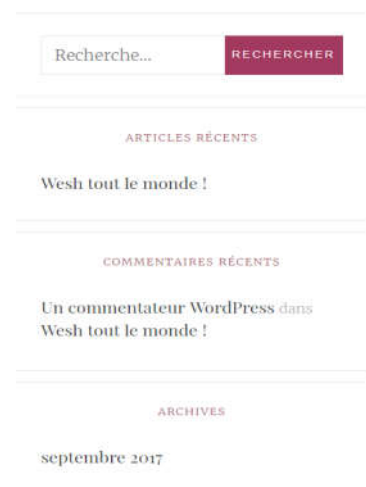 Recherche... RECHERCHER
ARTICLES RÉCENTS
Wesh tout le monde !
COMMENTAIRES RÉCENTS
Un commentateur WordPress dans
Wesh tout le monde !
ARCHIVES
septembre 2017